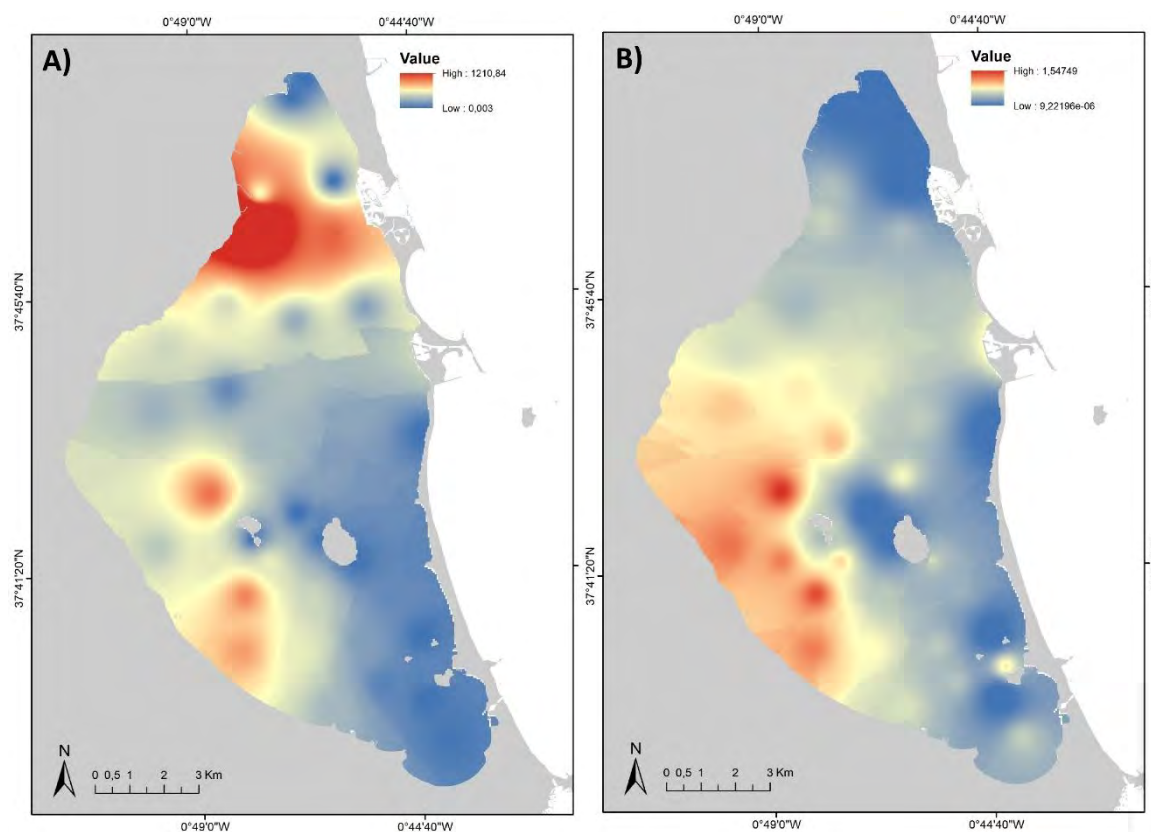 0°49'0"W
0°44'40"W
A)
Value
High : 1210,84
Low : 0,003
37°45'40"N
37°41'20"N
N
0 0,5 1 2 3 Km
0°49'0"W
0°44'40"W
0°49'0"W
0°44'40"W
B)
Value
High : 1,54749
Low : 9,22196e-06
37°45'40"N
37°41'20"N
N
0 0,5 1 2 3 Km
0°49'0"W
0°44'40"W